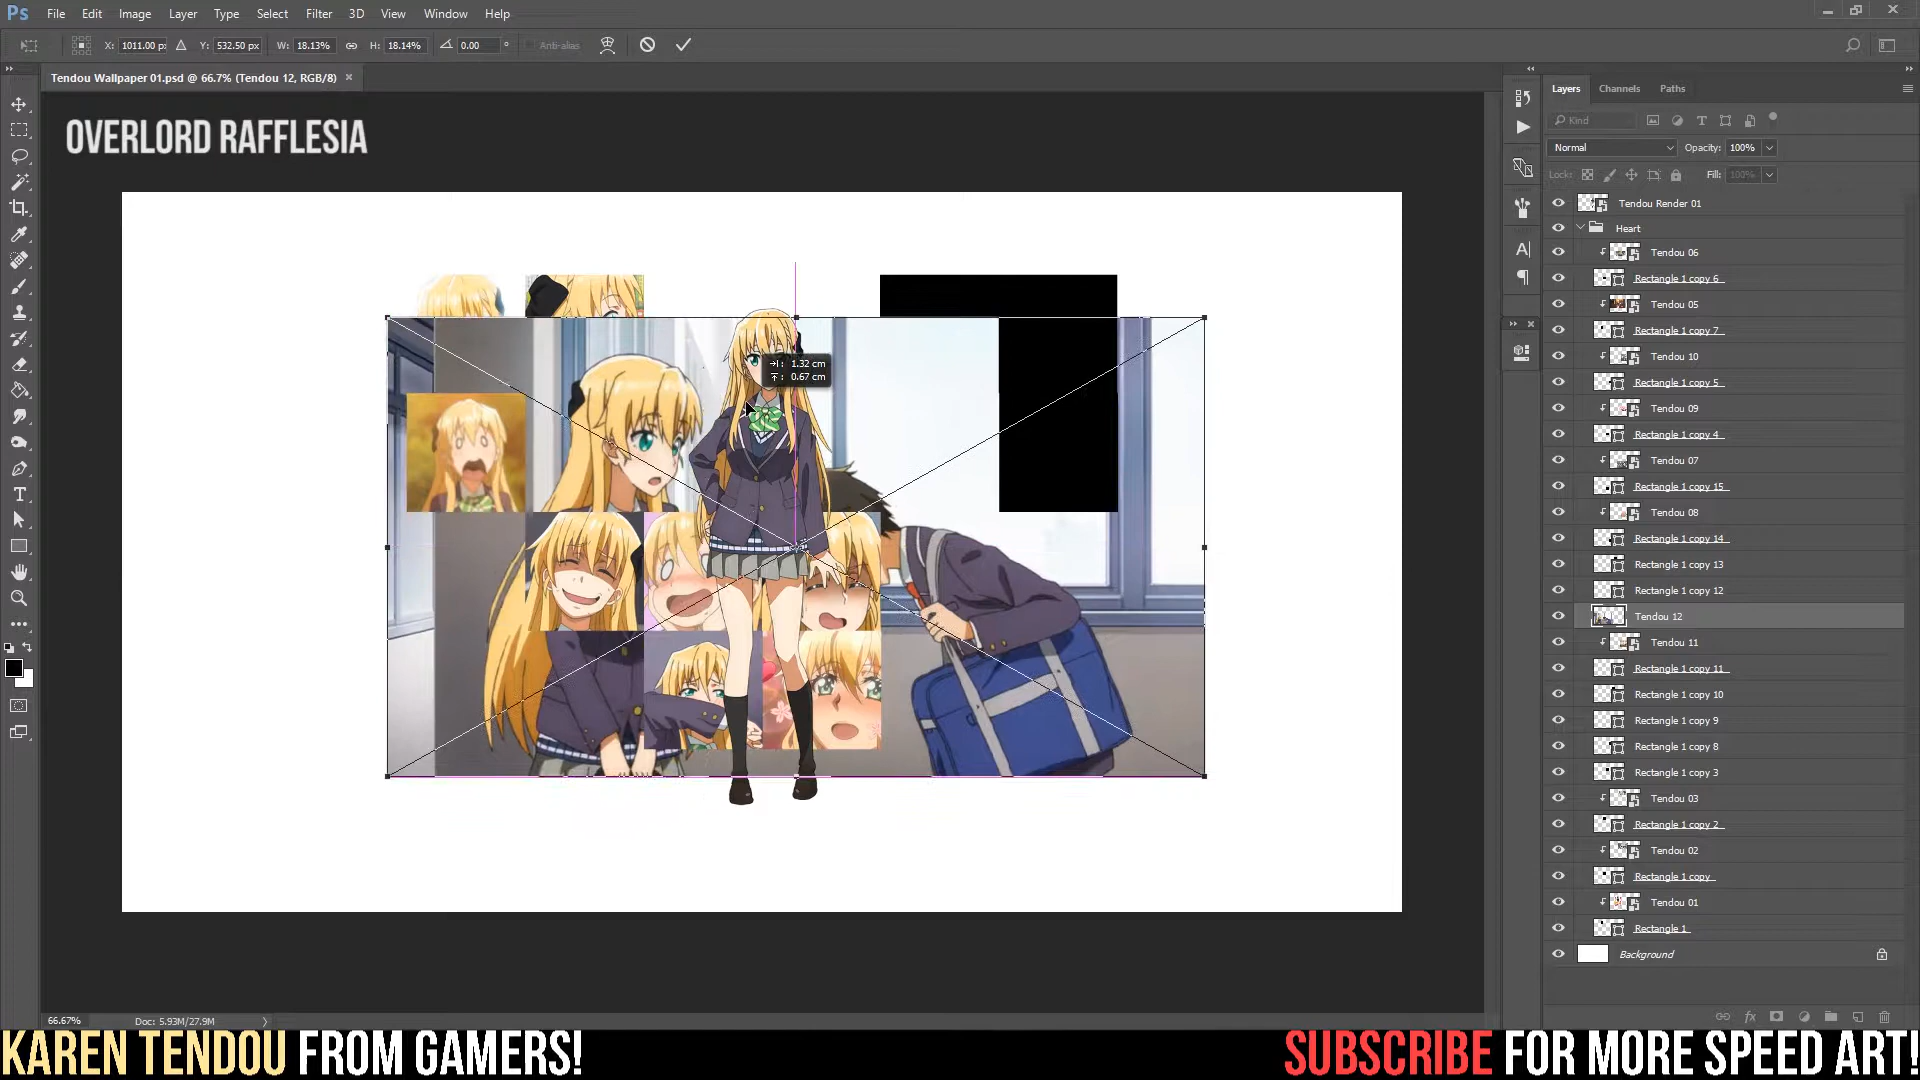 Ps File Edit Image Layer Type Select Filter 3D View Window Help
X: 1011.00 px Y: 532.50 px W: 18.13% H: 18.14% 0.00 ° Anti-alias
Tendou Wallpaper 01.psd @ 66.7% (Tendou 12, RGB/8) ×
OVERLORD RAFFLESIA
1.32 cm
0.67 cm
66.67% Doc: 5.93M/27.9M
Layers Channels Paths
Kind
Normal Opacity: 100%
Lock: Fill: 100%
Tendou Render 01
Heart
Tendou 06
Rectangle 1 copy 6
Tendou 05
Rectangle 1 copy 7
Tendou 10
Rectangle 1 copy 5
Tendou 09
Rectangle 1 copy 4
Tendou 07
Rectangle 1 copy 15
Tendou 08
Rectangle 1 copy 14
Rectangle 1 copy 13
Rectangle 1 copy 12
Tendou 12
Tendou 11
Rectangle 1 copy 11
Rectangle 1 copy 10
Rectangle 1 copy 9
Rectangle 1 copy 8
Rectangle 1 copy 3
Tendou 03
Rectangle 1 copy 2
Tendou 02
Rectangle 1 copy
Tendou 01
Rectangle 1
Background
KAREN TENDOU FROM GAMERS! SUBSCRIBE FOR MORE SPEED ART!